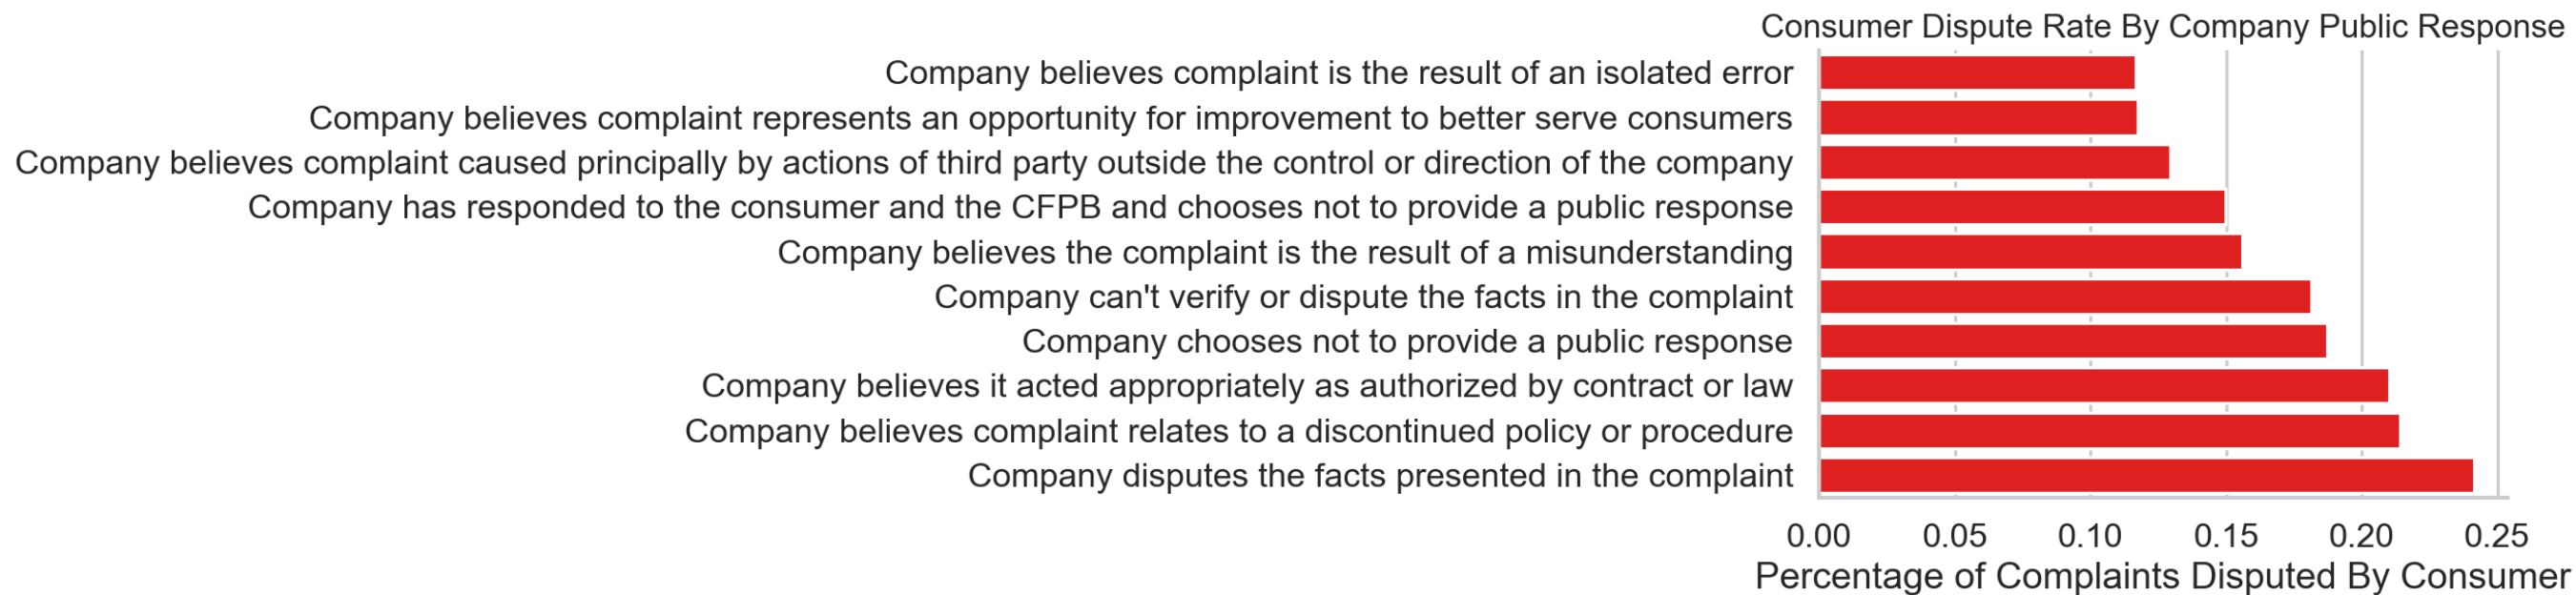 Consumer Dispute Rate By Company Public Response
Company believes complaint is the result of an isolated error
Company believes complaint represents an opportunity for improvement to better serve consumers
Company believes complaint caused principally by actions of third party outside the control or direction of the company
Company has responded to the consumer and the CFPB and chooses not to provide a public response
Company believes the complaint is the result of a misunderstanding
Company can't verify or dispute the facts in the complaint
Company chooses not to provide a public response
Company believes it acted appropriately as authorized by contract or law
Company believes complaint relates to a discontinued policy or procedure
Company disputes the facts presented in the complaint
0.00 0.05 0.10 0.15 0.20 0.25
Percentage of Complaints Disputed By Consumer